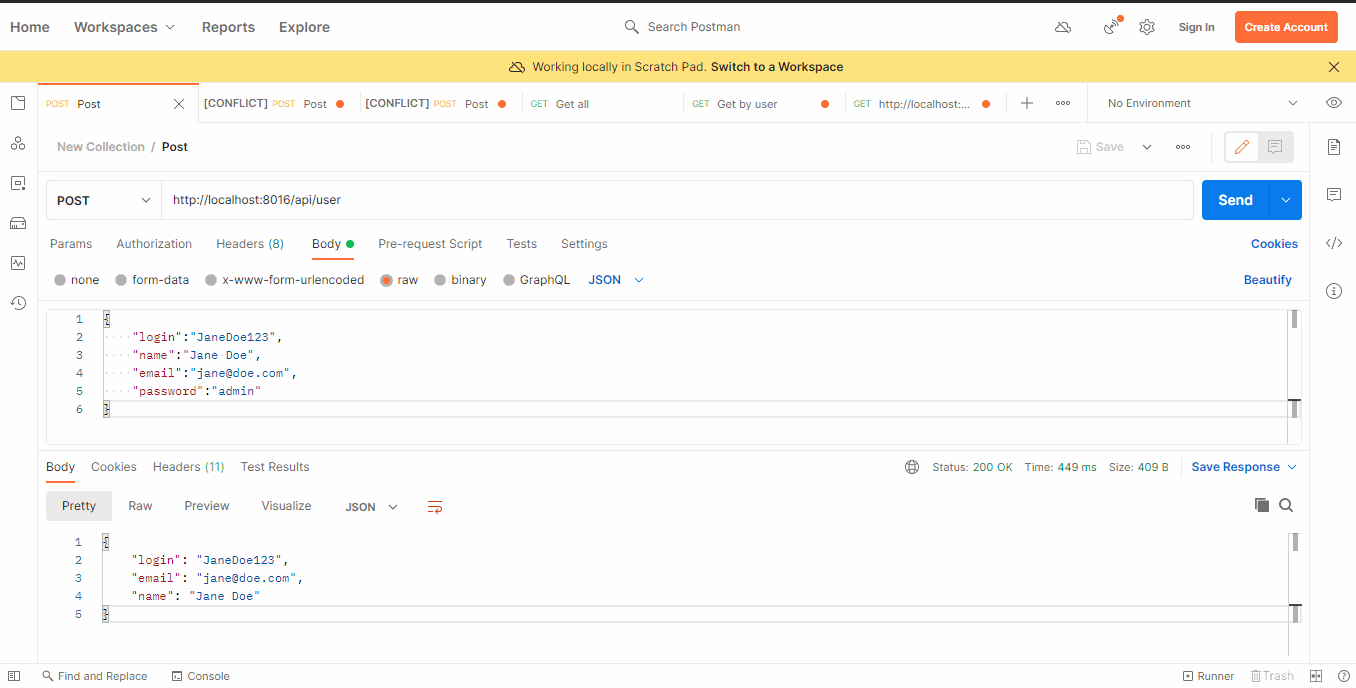 Home Workspaces Reports Explore Search Postman Sign In Create Account
Working locally in Scratch Pad. Switch to a Workspace
POST Post [CONFLICT] POST Post [CONFLICT] POST Post GET Get all GET Get by user GET http://localhost:... No Environment
New Collection / Post Save
POST http://localhost:8016/api/user Send
Params Authorization Headers (8) Body Pre-request Script Tests Settings Cookies
none form-data x-www-form-urlencoded raw binary GraphQL JSON Beautify
1 {
2 "login":"JaneDoe123",
3 "name":"Jane Doe",
4 "email":"jane@doe.com",
5 "password":"admin"
6 }
Body Cookies Headers (11) Test Results Status: 200 OK Time: 449 ms Size: 409 B Save Response
Pretty Raw Preview Visualize JSON
1 {
2 "login": "JaneDoe123",
3 "email": "jane@doe.com",
4 "name": "Jane Doe"
5 }
Find and Replace Console Runner Trash